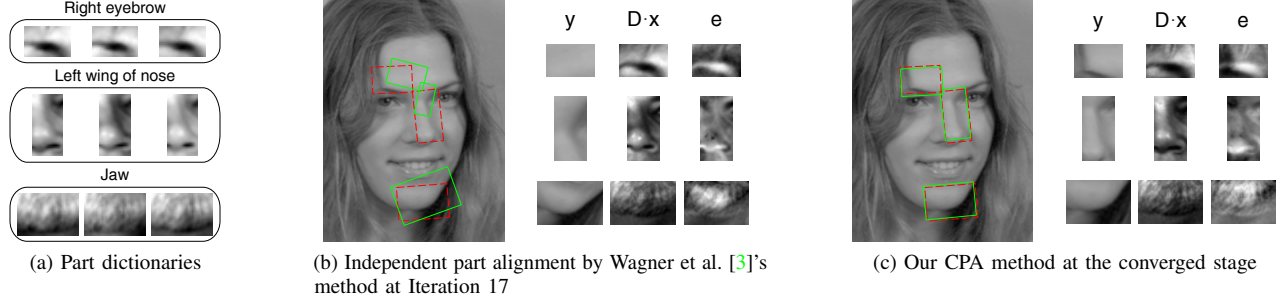 Right eyebrow
Left wing of nose
Jaw
(a) Part dictionaries
y D·x e
(b) Independent part alignment by Wagner et al. [3]'s
method at Iteration 17
y D·x e
(c) Our CPA method at the converged stage